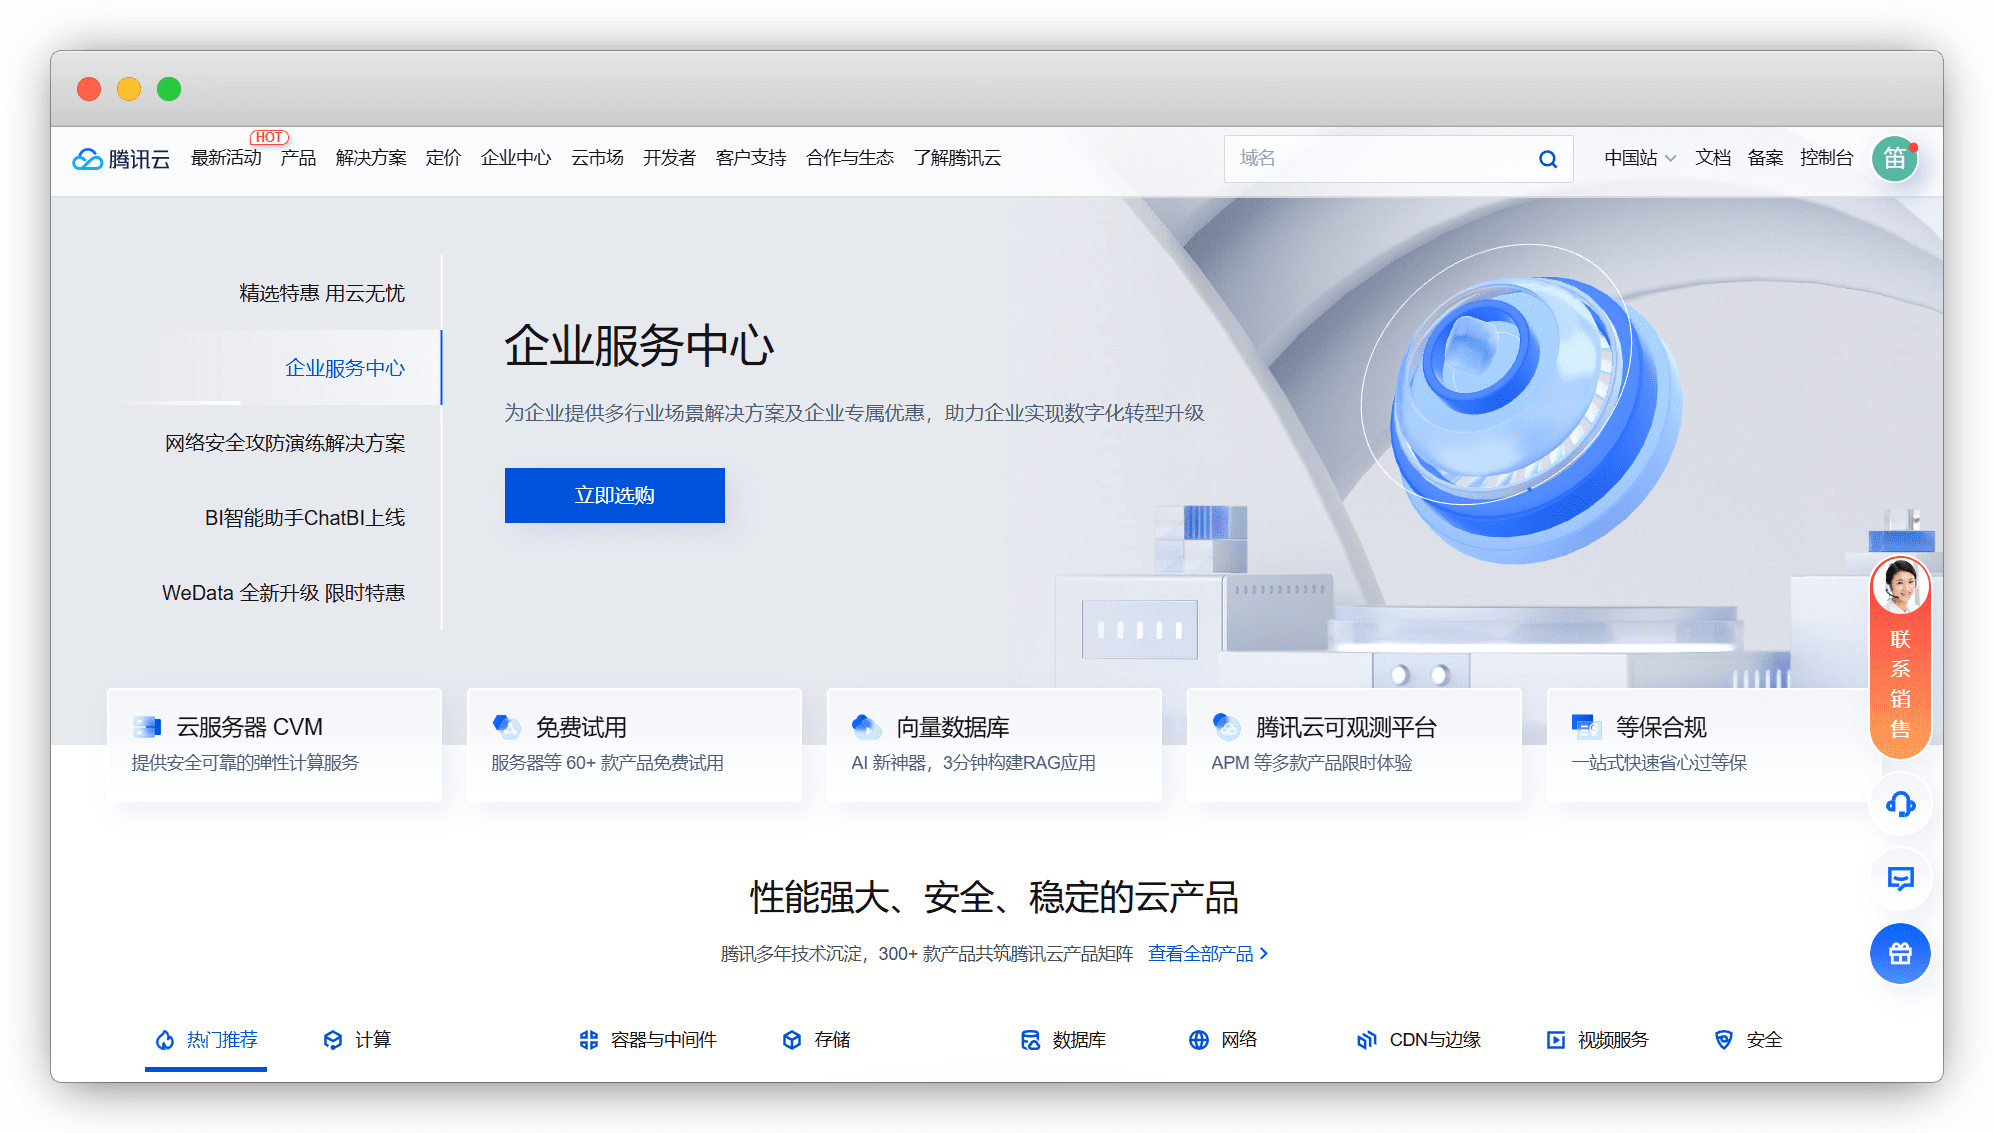 HOT
腾讯云 最新活动 产品 解决方案 定价 企业中心 云市场 开发者 客户支持 合作与生态 了解腾讯云 域名 中国站 文档 备案 控制台 笛
精选特惠 用云无忧
企业服务中心
网络安全攻防演练解决方案
BI智能助手ChatBI上线
WeData 全新升级 限时特惠
企业服务中心
为企业提供多行业场景解决方案及企业专属优惠，助力企业实现数字化转型升级
立即选购
联系销售
云服务器 CVM
提供安全可靠的弹性计算服务
免费试用
服务器等 60+ 款产品免费试用
向量数据库
AI 新神器，3分钟构建RAG应用
腾讯云可观测平台
APM 等多款产品限时体验
等保合规
一站式快速省心过等保
性能强大、安全、稳定的云产品
腾讯多年技术沉淀，300+ 款产品共筑腾讯云产品矩阵 查看全部产品
热门推荐 计算 容器与中间件 存储 数据库 网络 CDN与边缘 视频服务 安全